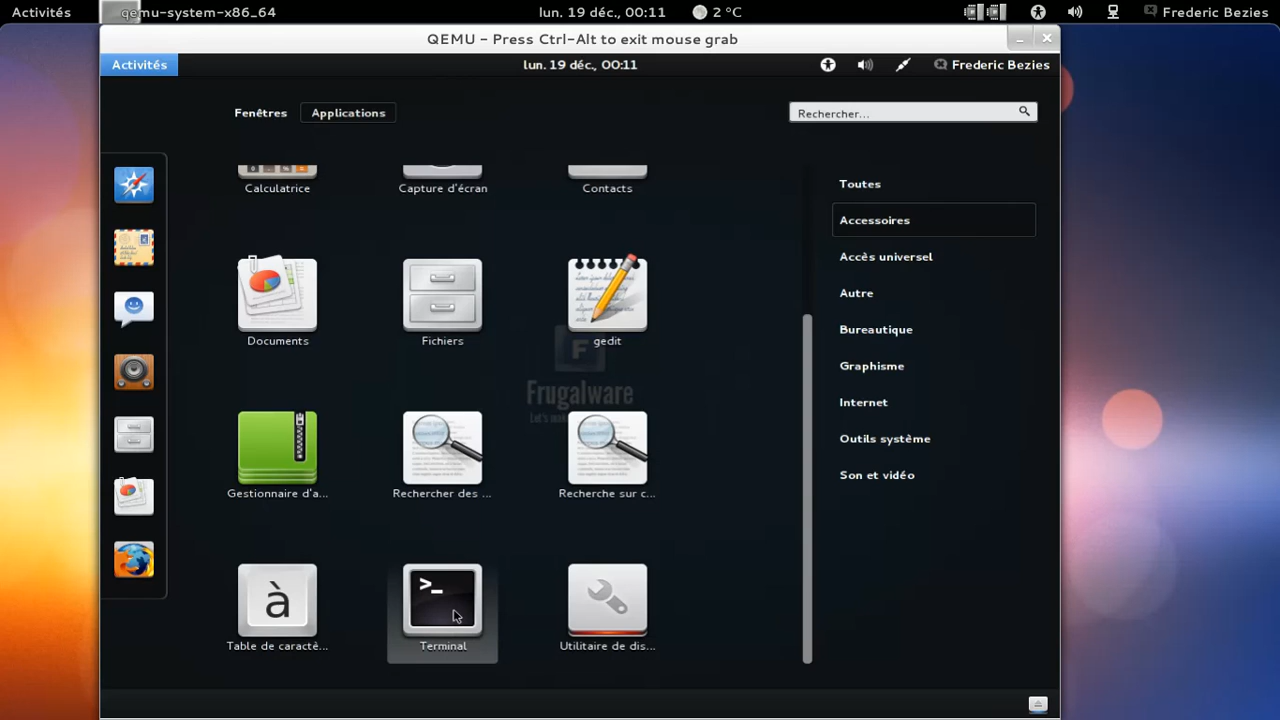 Activités qemu-system-x86_64 lun. 19 déc., 00:11 2 °C Frederic Bezies
QEMU - Press Ctrl-Alt to exit mouse grab
Activités lun. 19 déc., 00:11 Frederic Bezies
Fenêtres Applications Rechercher...
Calculatrice Capture d'écran Contacts
Documents Fichiers gedit
Frugalware
Gestionnaire d'a... Rechercher des ... Recherche sur c...
Table de caractè... Terminal Utilitaire de dis...
Toutes
Accessoires
Accès universel
Autre
Bureautique
Graphisme
Internet
Outils système
Son et vidéo